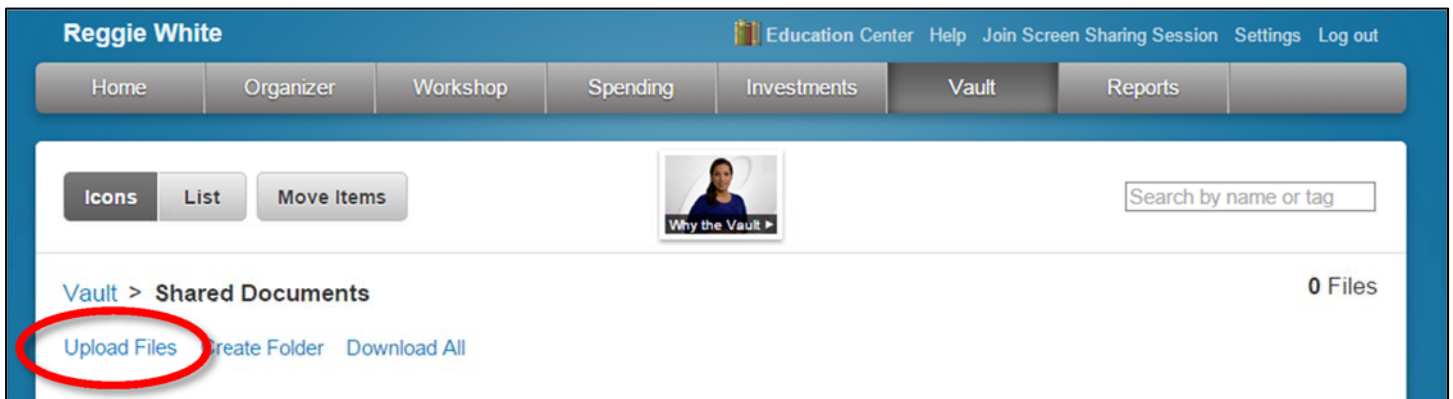 Reggie White
Education Center Help Join Screen Sharing Session Settings Log out
Home Organizer Workshop Spending Investments Vault Reports
Icons List Move Items
Why the Vault ►
Search by name or tag
Vault > Shared Documents
0 Files
Upload Files Create Folder Download All